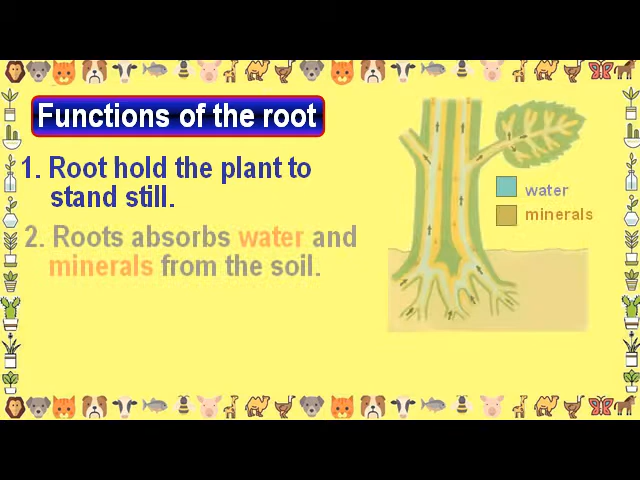 Functions of the root
1. Root hold the plant to
stand still.
2. Roots absorbs water and
minerals from the soil.
water
minerals